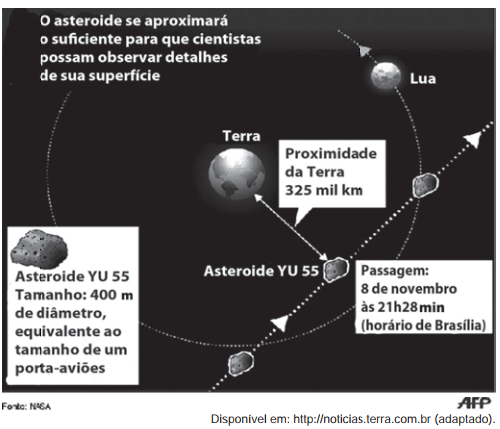 O asteroide se aproximará
o suficiente para que cientistas
possam observar detalhes
de sua superfície
Lua
Terra
Proximidade
da Terra
325 mil km
Asteroide YU 55
Tamanho: 400 m
de diâmetro,
equivalente ao
tamanho de um
porta-aviões
Asteroide YU 55
Passagem:
8 de novembro
às 21h28min
(horário de Brasília)
Fonte: NASA
AFP
Disponível em: http://noticias.terra.com.br (adaptado).